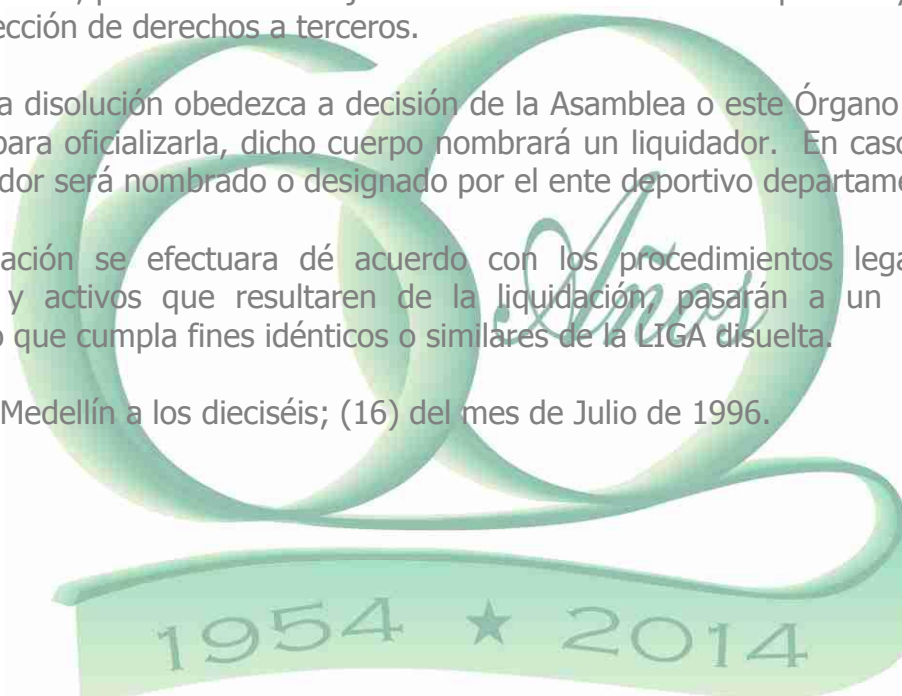 ección de derechos a terceros.
a disolución obedezca a decisión de la Asamblea o este Órgano
para oficializarla, dicho cuerpo nombrará un liquidador. En caso
dor será nombrado o designado por el ente deportivo departame
ación se efectuara dé acuerdo con los procedimientos lega
y activos que resultaren de la liquidación, pasarán a un
o que cumpla fines idénticos o similares de la LIGA disuelta.
Medellín a los dieciséis; (16) del mes de Julio de 1996.
60 Años
1954 ★ 2014